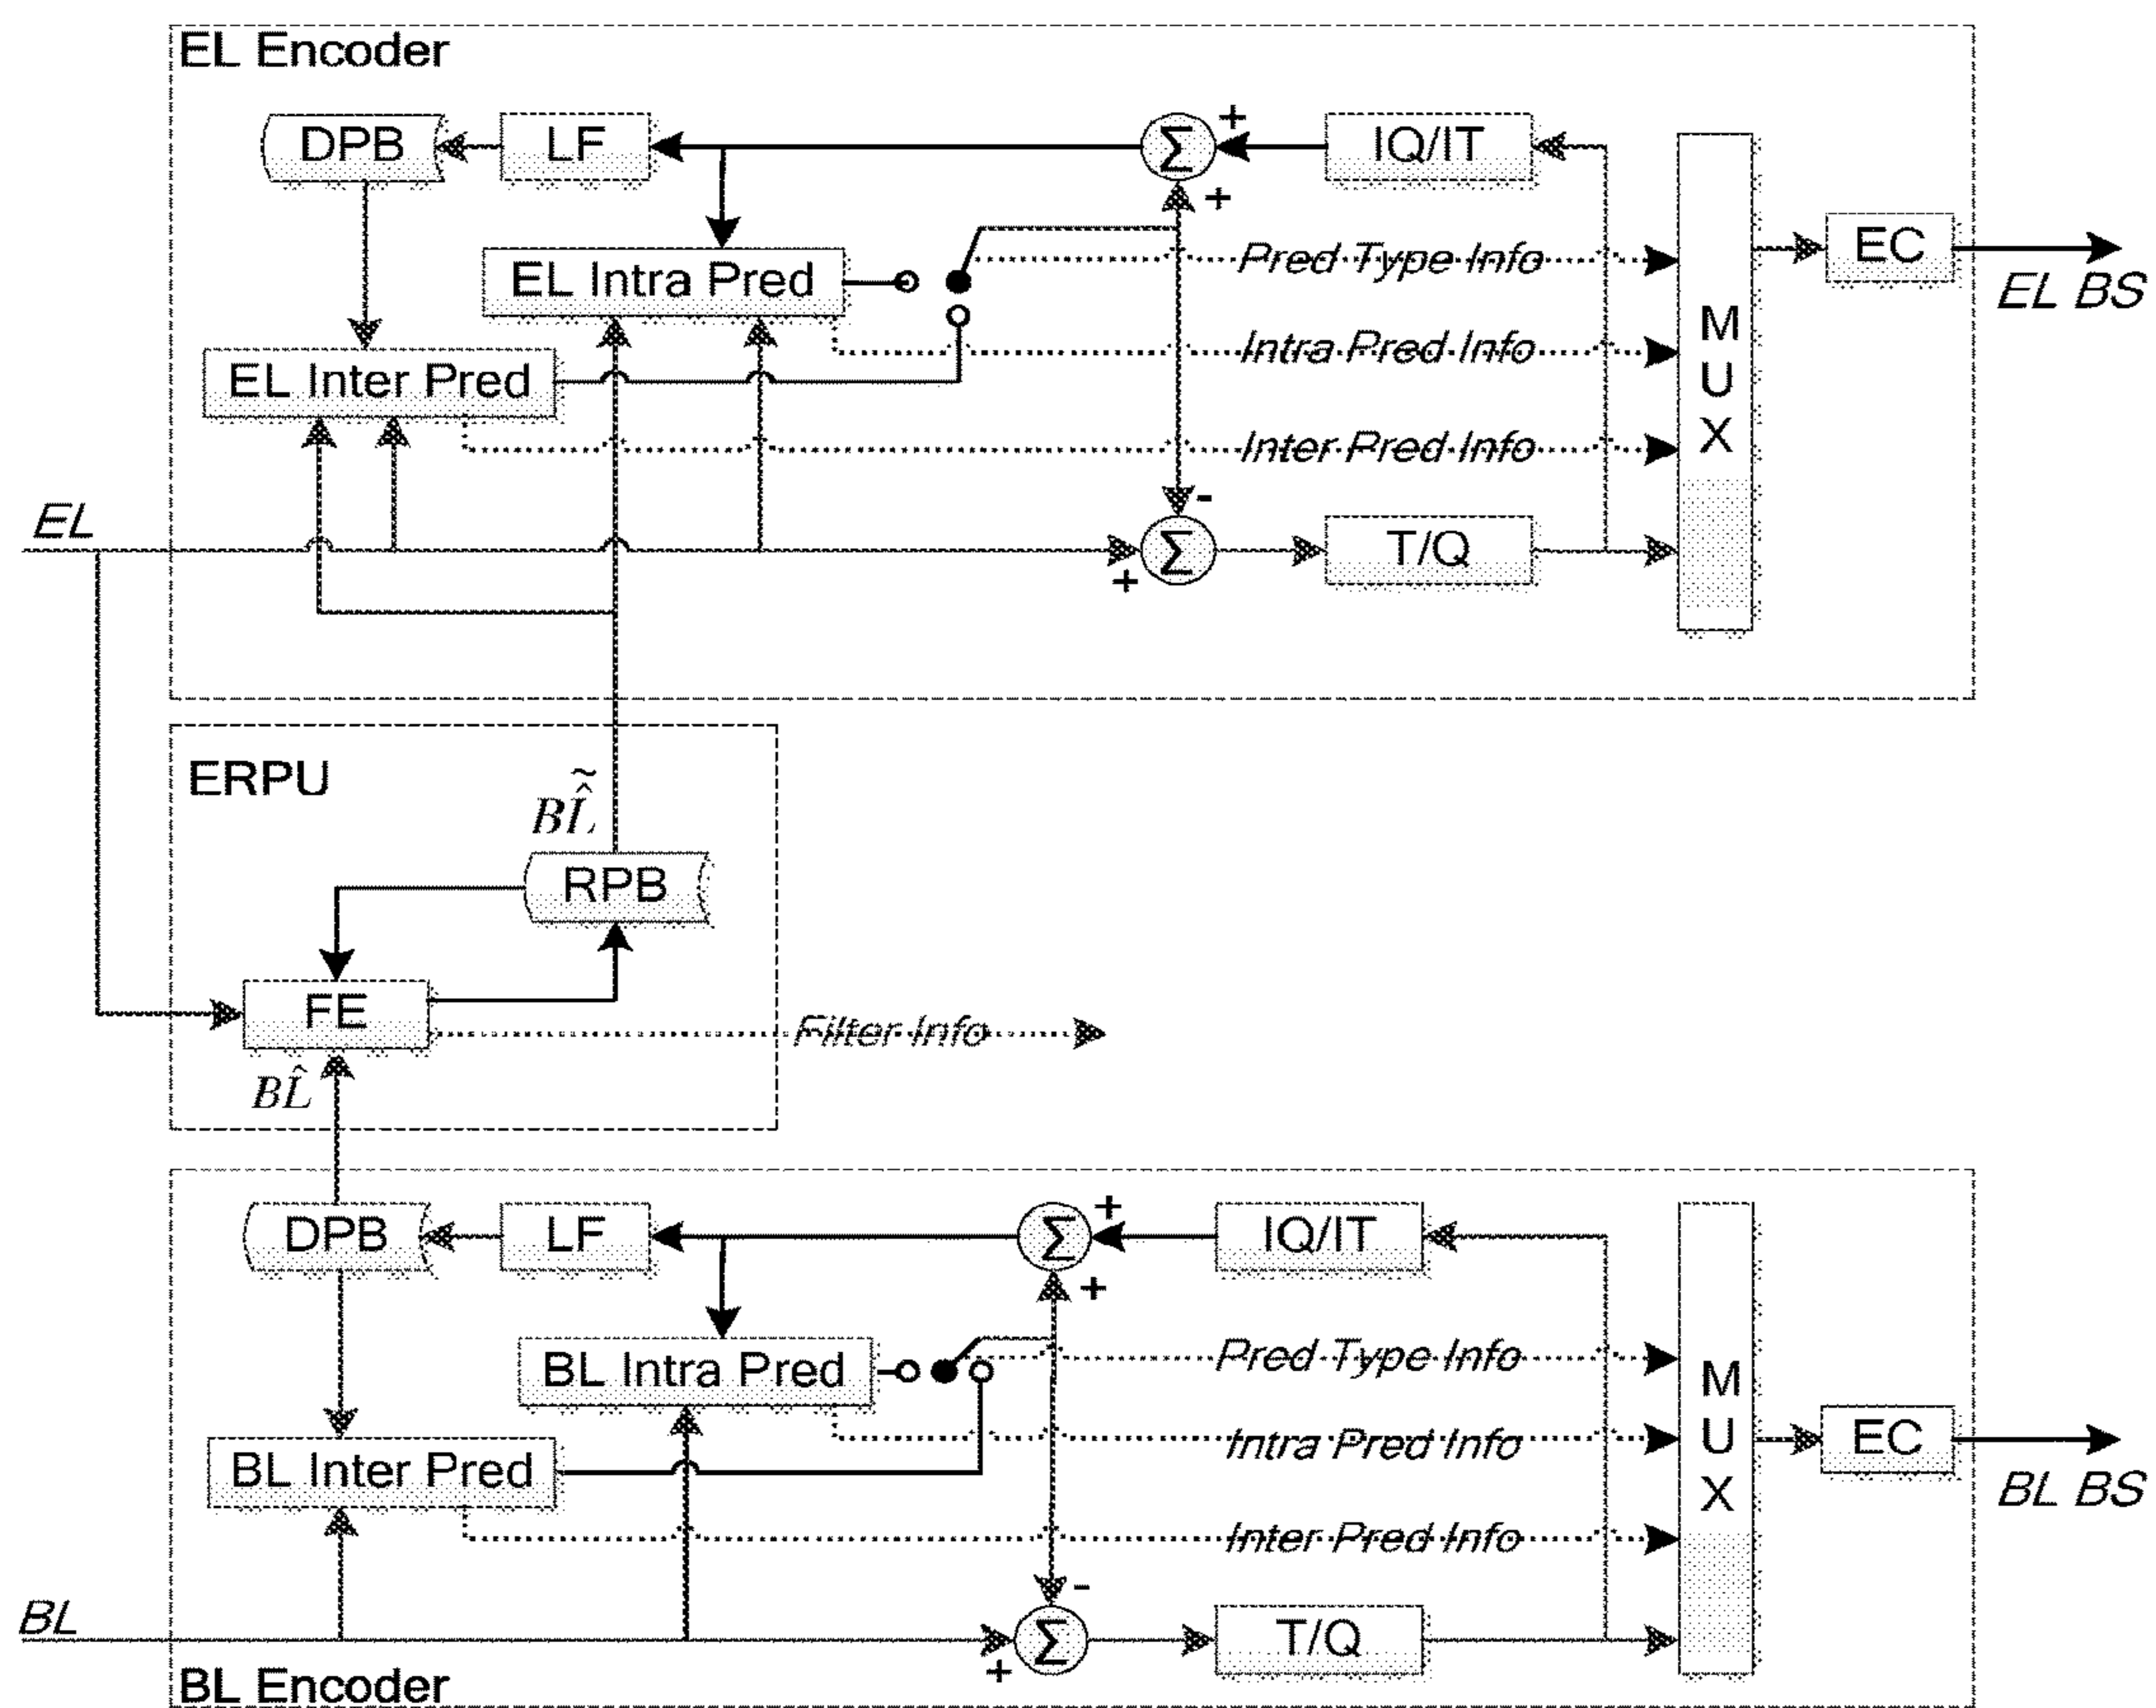 EL Encoder
DPB
LF
Σ
+
+
IQ/IT
EL Intra Pred
Pred Type Info
EC
EL BS
EL Inter Pred
Intra Pred Info
M
U
X
Inter Pred Info
EL
-
Σ
+
T/Q
ERPU
B\tilde{\hat{L}}
RPB
FE
Filter Info
BL̂
DPB
LF
Σ
+
+
IQ/IT
BL Intra Pred
Pred Type Info
M
U
X
EC
BL BS
BL Inter Pred
Intra Pred Info
Inter Pred Info
BL
-
Σ
+
T/Q
BL Encoder